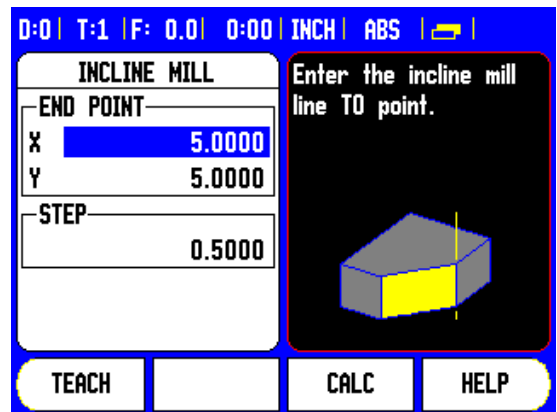 D:0| T:1 |F: 0.0| 0:00| INCH| ABS | |
INCLINE MILL
END POINT
X 5.0000
Y 5.0000
STEP
0.5000
Enter the incline mill
line TO point.
TEACH
CALC
HELP